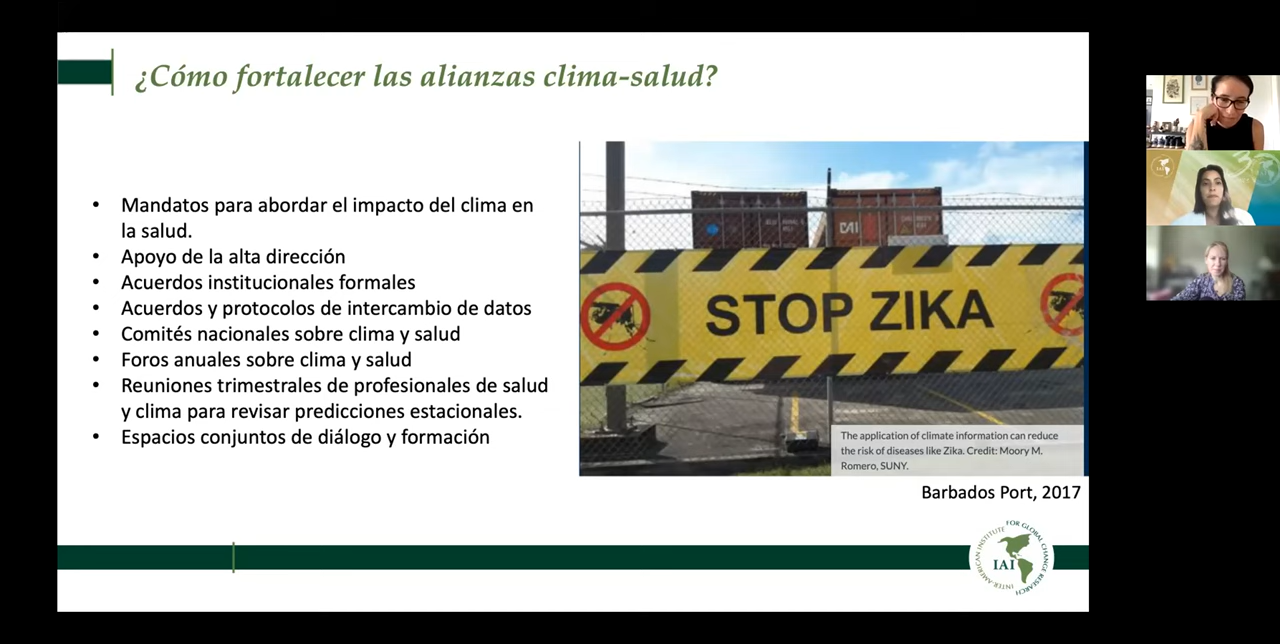 ¿Cómo fortalecer las alianzas clima-salud?
• Mandatos para abordar el impacto del clima en
la salud.
• Apoyo de la alta dirección
• Acuerdos institucionales formales
• Acuerdos y protocolos de intercambio de datos
• Comités nacionales sobre clima y salud
• Foros anuales sobre clima y salud
• Reuniones trimestrales de profesionales de salud
y clima para revisar predicciones estacionales.
• Espacios conjuntos de diálogo y formación
CAI
STOP ZIKA
The application of climate information can reduce
the risk of diseases like Zika. Credit: Moory M.
Romero, SUNY.
Barbados Port, 2017
INTER-AMERICAN INSTITUTE FOR GLOBAL CHANGE RESEARCH
IAI